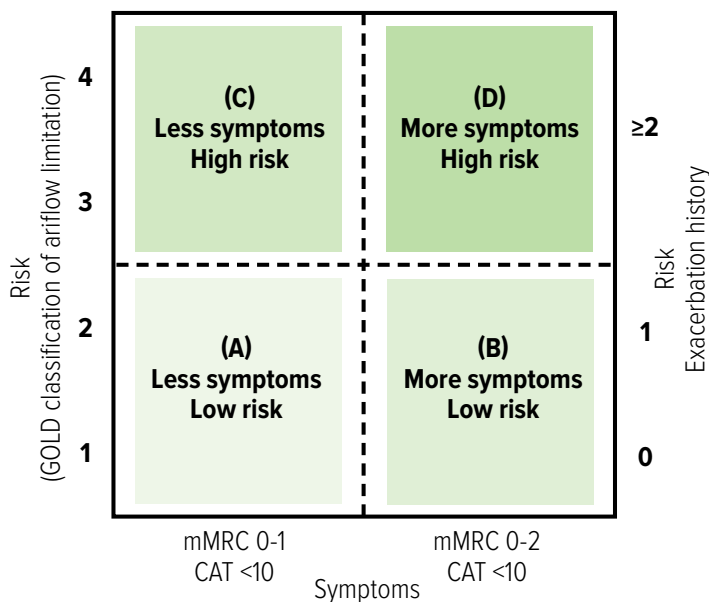 Risk
(GOLD classification of ariflow limitation)
4
3
2
1
(C)
Less symptoms
High risk
(D)
More symptoms
High risk
(A)
Less symptoms
Low risk
(B)
More symptoms
Low risk
≥2
1
0
Risk
Exacerbation history
mMRC 0-1
CAT <10
mMRC 0-2
CAT <10
Symptoms